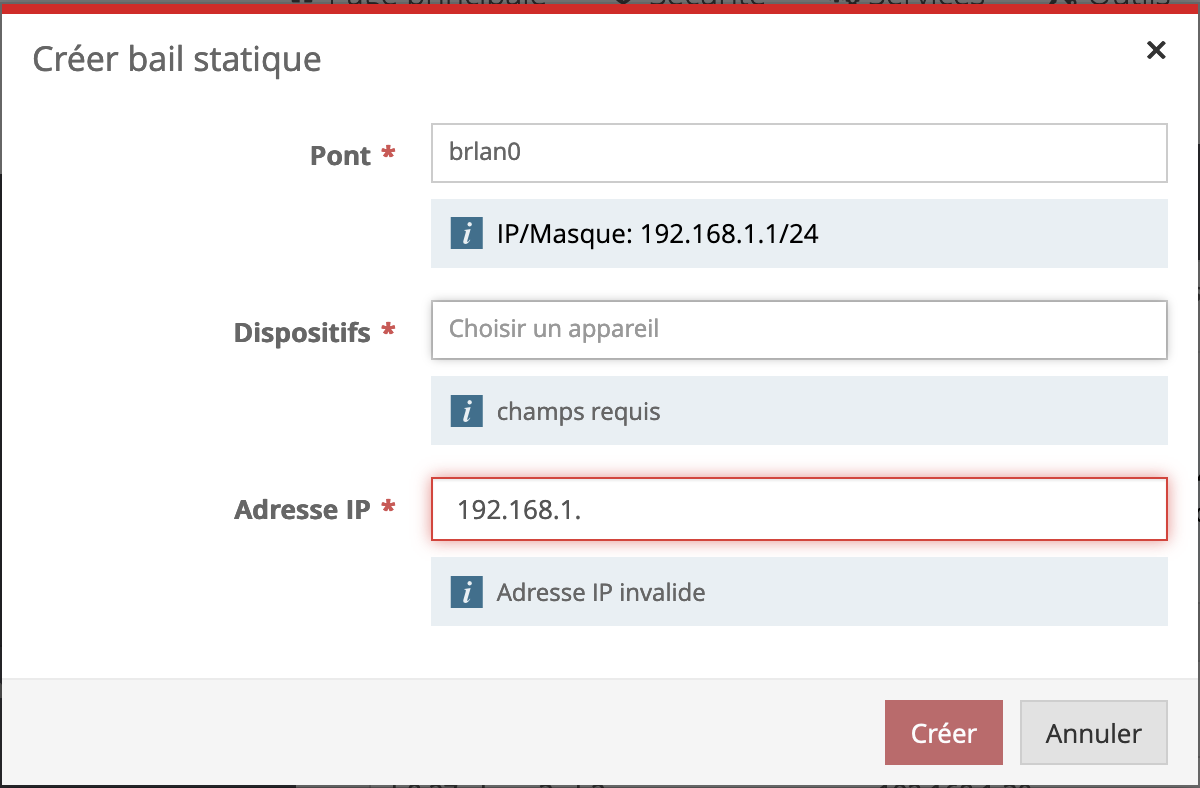 Créer bail statique
Pont *
brlan0
IP/Masque: 192.168.1.1/24
Dispositifs *
Choisir un appareil
champs requis
Adresse IP *
192.168.1.
Adresse IP invalide
Créer
Annuler